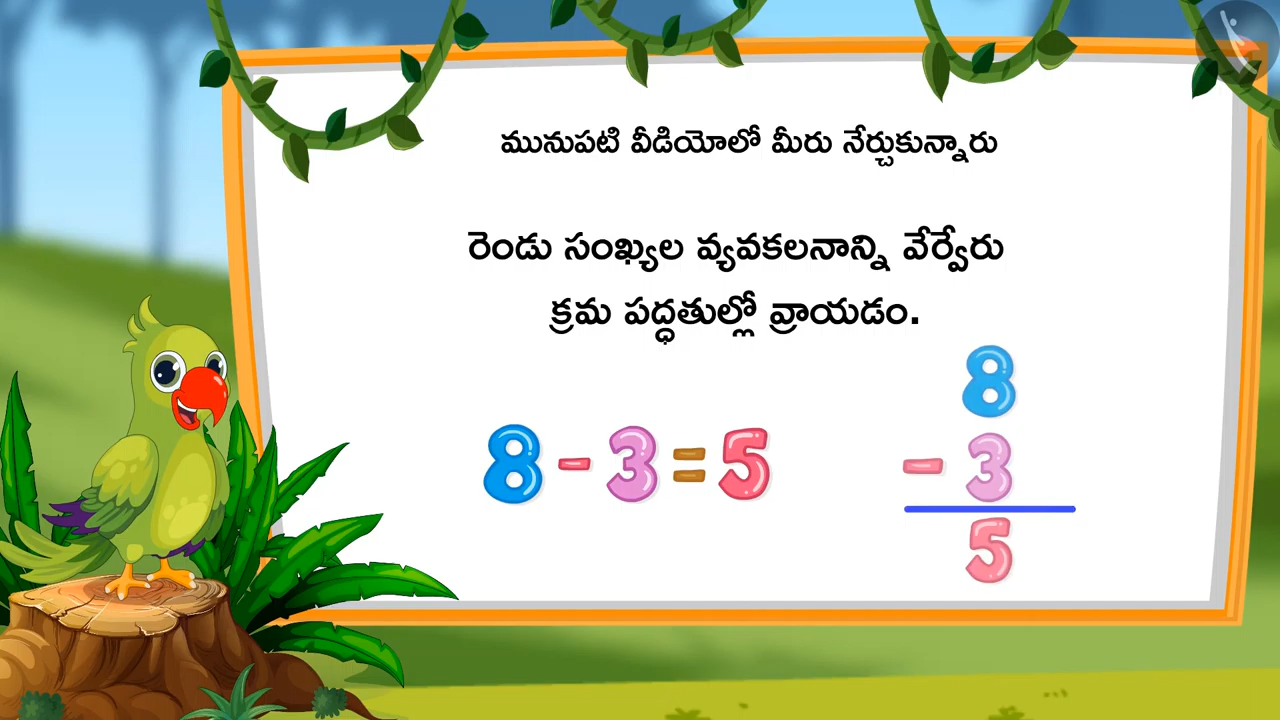 మునుపటి వీడియోలో మీరు నేర్చుకున్నారు
రెండు సంఖ్యల వ్యవకలనాన్ని వేర్వేరు
క్రమ పద్ధతుల్లో వ్రాయడం.
8 - 3 = 5
8
- 3
5